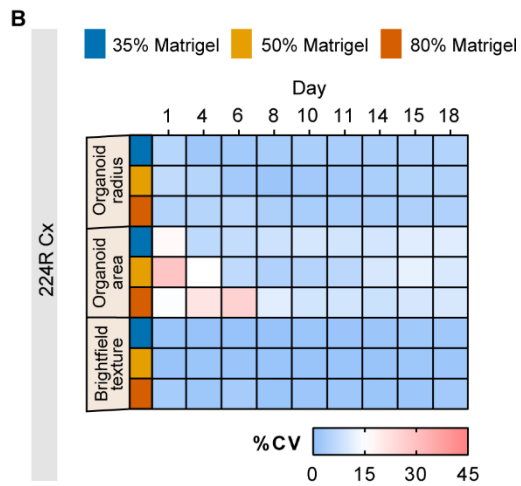 B
35% Matrigel 50% Matrigel 80% Matrigel
Day
1 4 6 8 10 11 14 15 18
224R Cx
Organoid
radius
Organoid
area
Brightfield
texture
%CV
0 15 30 45